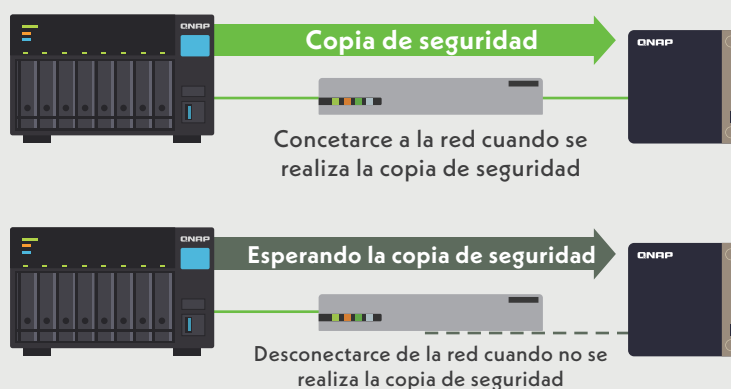 QNAP
Copia de seguridad
QNAP
Concetarce a la red cuando se
realiza la copia de seguridad
QNAP
Esperando la copia de seguridad
QNAP
Desconectarce de la red cuando no se
realiza la copia de seguridad